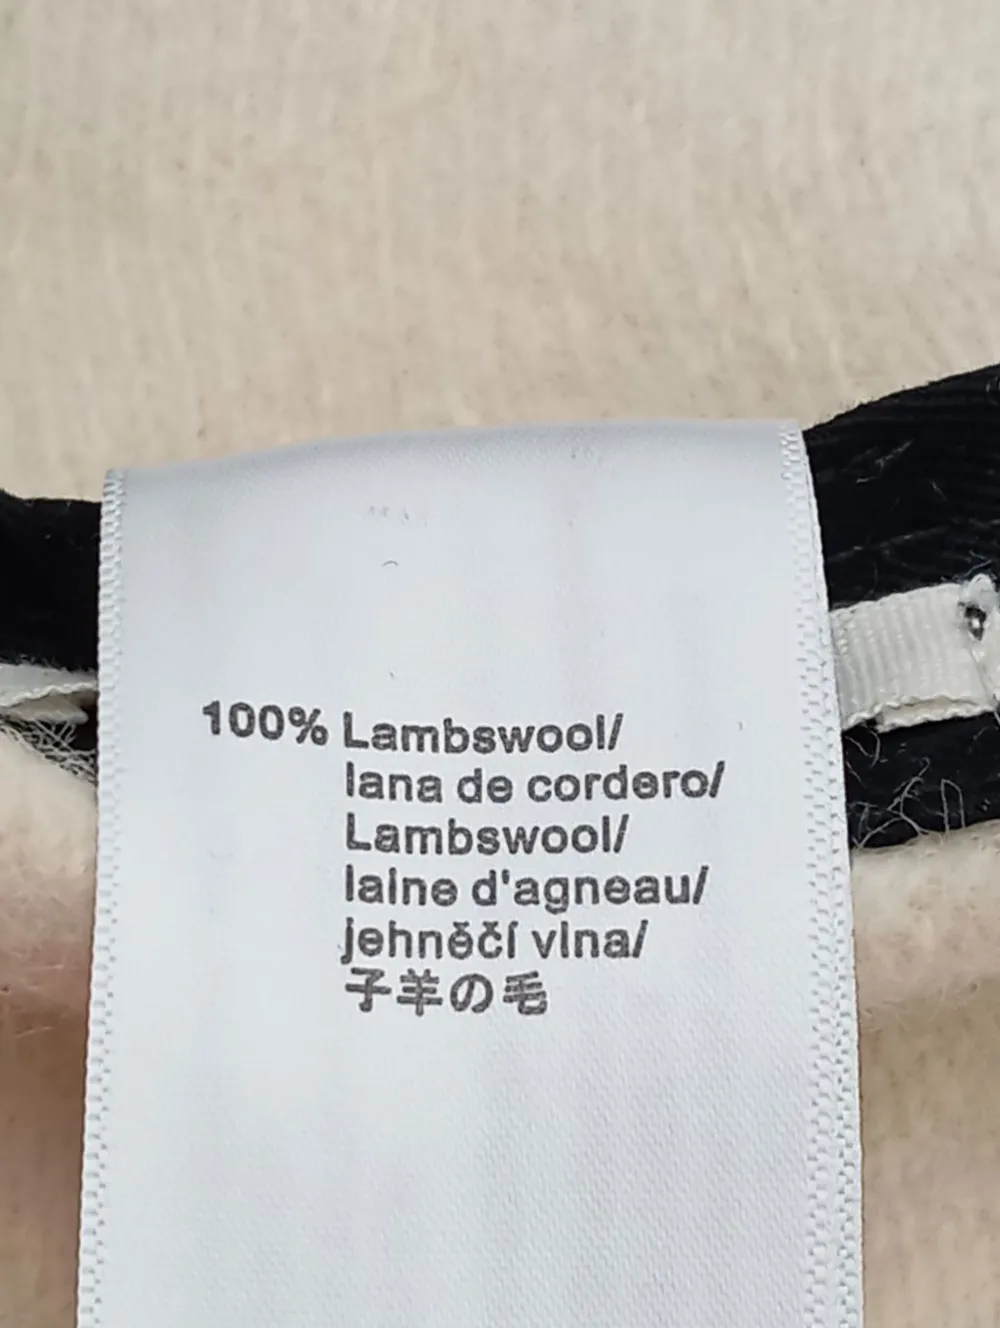 100% Lambswool/
lana de cordero/
Lambswool/
laine d'agneau/
jehněčí vlna/
子羊の毛